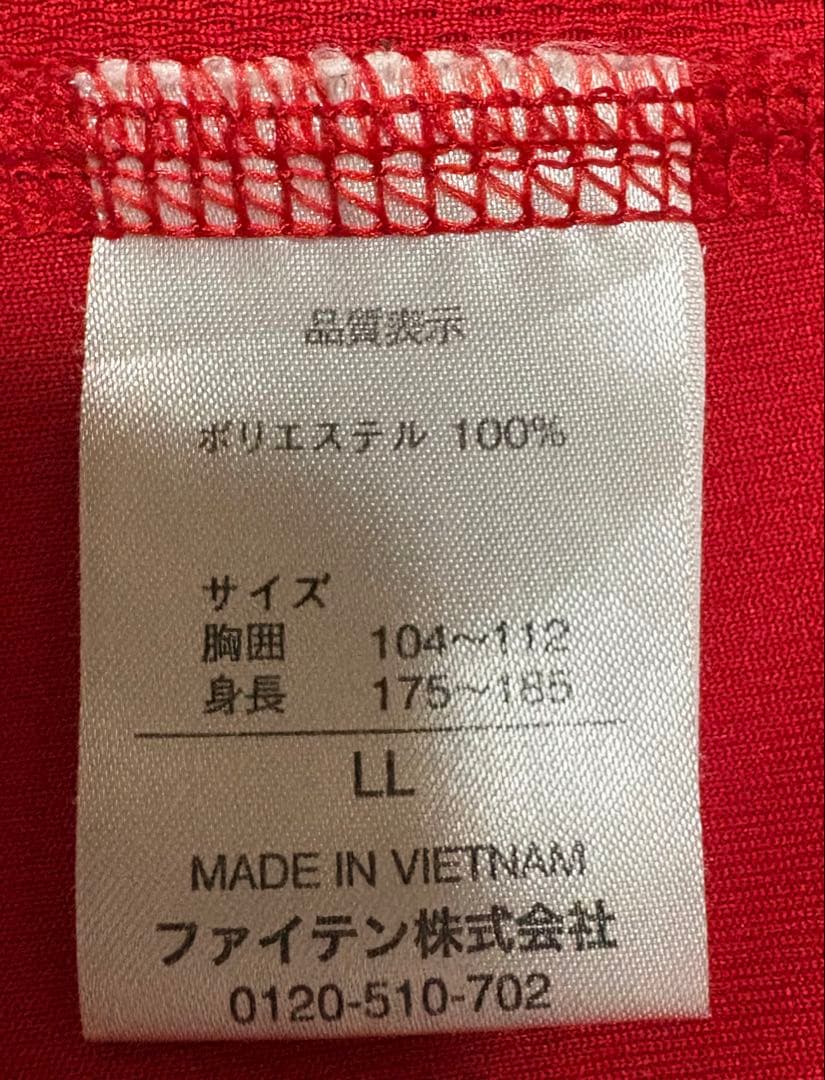 品質表示
ポリエステル 100%
サイズ
胸囲 104〜112
身長 175〜185
LL
MADE IN VIETNAM
ファイテン株式会社
0120-510-702